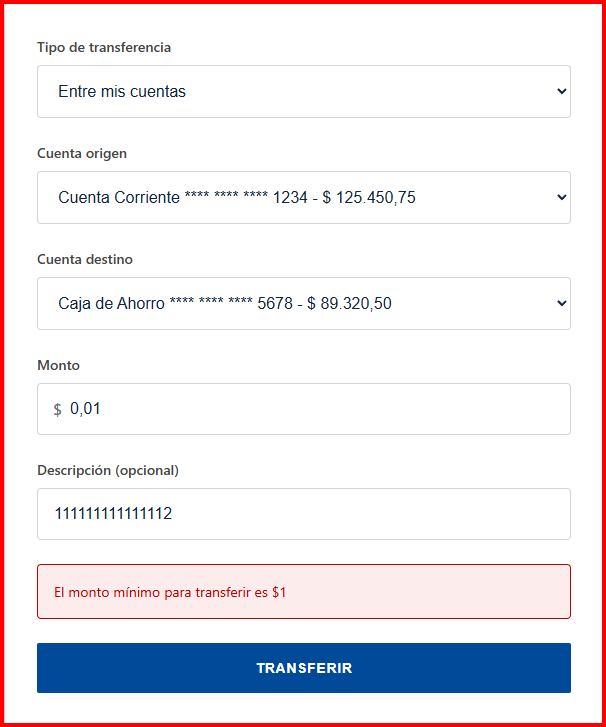 Tipo de transferencia
Entre mis cuentas
Cuenta origen
Cuenta Corriente **** **** **** 1234 - $ 125.450,75
Cuenta destino
Caja de Ahorro **** **** **** 5678 - $ 89.320,50
Monto
$ 0,01
Descripción (opcional)
111111111111112
El monto mínimo para transferir es $1
TRANSFERIR